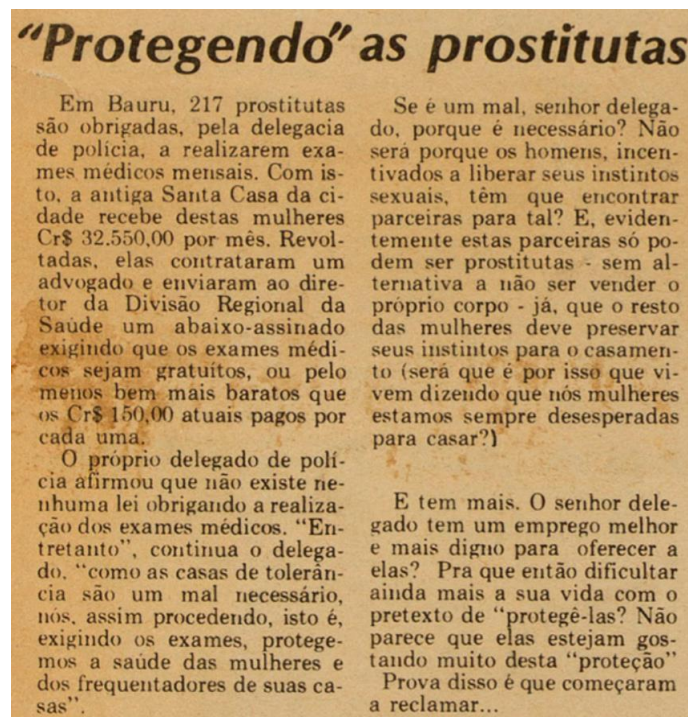 "Protegendo" as prostitutas
Em Bauru, 217 prostitutas
são obrigadas, pela delegacia
de polícia, a realizarem exa-
mes médicos mensais. Com is-
to, a antiga Santa Casa da ci-
dade recebe destas mulheres
Cr$ 32.550,00 por mês. Revol-
tadas, elas contrataram um
advogado e enviaram ao dire-
tor da Divisão Regional da
Saúde um abaixo-assinado
exigindo que os exames médi-
cos sejam gratuítos, ou pelo
menos bem mais baratos que
os Cr$ 150,00 atuais pagos por
cada uma.
O próprio delegado de polí-
cia afirmou que não existe ne-
nhuma lei obrigando a realiza-
ção dos exames médicos. "En-
tretanto", continua o delega-
do, "como as casas de tolerân-
cia são um mal necessário,
nós, assim procedendo, isto é,
exigindo os exames, protege-
mos a saúde das mulheres e
dos frequentadores de suas ca-
sas".
Se é um mal, senhor delega-
do, porque é necessário? Não
será porque os homens, incen-
tivados a liberar seus instintos
sexuais, têm que encontrar
parceiras para tal? E, eviden-
temente estas parceiras só po-
dem ser prostitutas - sem al-
ternativa a não ser vender o
próprio corpo - já, que o resto
das mulheres deve preservar
seus instintos para o casamen-
to (será que é por isso que vi-
vem dizendo que nós mulheres
estamos sempre desesperadas
para casar?)
E tem mais. O senhor dele-
gado tem um emprego melhor
e mais digno para oferecer a
elas? Pra que então dificultar
ainda mais a sua vida com o
pretexto de "protegê-las? Não
parece que elas estejam gos-
tando muito desta "proteção"
Prova disso é que começaram
a reclamar...